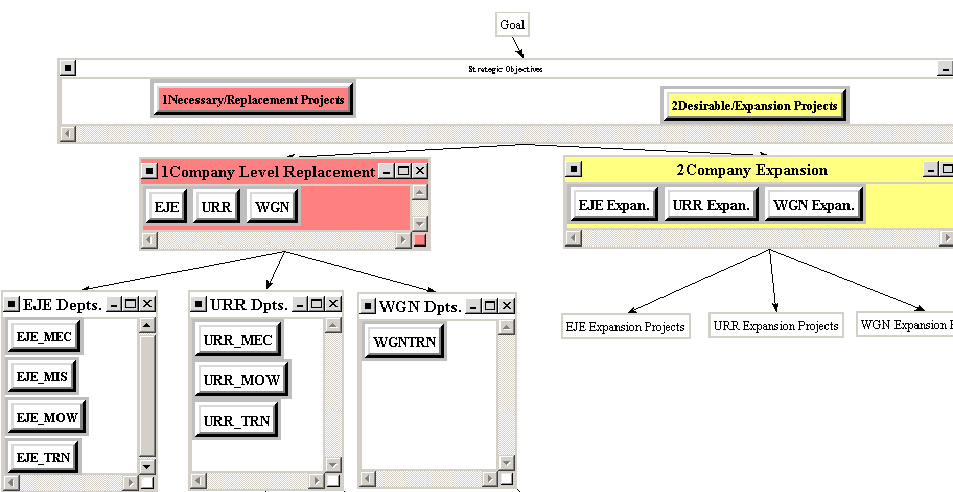 Goal
Strategic Objectives
1Necessary/Replacement Projects
2Desirable/Expansion Projects
1Company Level Replacement
2Company Expansion
EJE
URR
WGN
EJE Expan.
URR Expan.
WGN Expan.
EJE Depts.
URR Dpts.
WGN Dpts.
EJE_MEC
EJE_MIS
EJE_MOW
EJE_TRN
URR_MEC
URR_MOW
URR_TRN
WGNTRN
EJE Expansion Projects
URR Expansion Projects
WGN Expansion